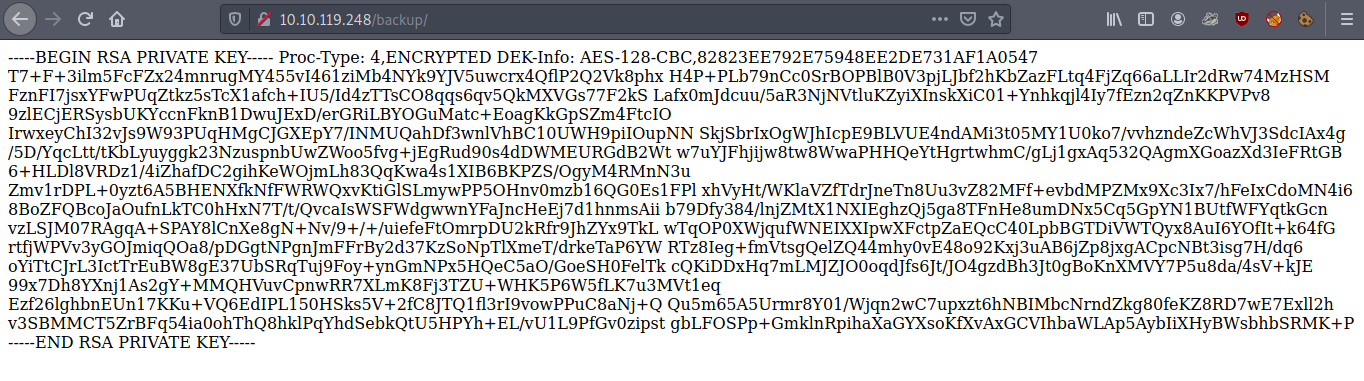 10.10.119.248/backup/
-----BEGIN RSA PRIVATE KEY----- Proc-Type: 4,ENCRYPTED DEK-Info: AES-128-CBC,82823EE792E75948EE2DE731AF1A0547
T7+F+3ilm5FcFZx24mnrugMY455vI461ziMb4NYk9YJV5uwcrx4QflP2Q2Vk8phx H4P+PLb79nCc0SrBOPBlB0V3pjLJbf2hKbZazFLtq4FjZq66aLLIr2dRw74MzHSM
FznFI7jsxYFwPUqZtkz5sTcX1afch+IU5/Id4zTTsCO8qqs6qv5QkMXVGs77F2kS Lafx0mJdcuu/5aR3NjNVtluKZyiXInskXiC01+Ynhkqjl4Iy7fEzn2qZnKKPVPv8
9zlECjERSysbUKYccnFknB1DwuJExD/erGRiLBYOGuMatc+EoagKkGpSZm4FtcIO
IrwxeyChI32vJs9W93PUqHMgCJGXEpY7/INMUQahDf3wnlVhBC10UWH9piIOupNN SkjSbrIxOgWJhIcpE9BLVUE4ndAMi3t05MY1U0ko7/vvhzndeZcWhVJ3SdcIAx4g
/5D/YqcLtt/tKbLyuyggk23NzuspnbUwZWoo5fvg+jEgRud90s4dDWMEURGdB2Wt w7uYJFhjijw8tw8WwaPHHQeYtHgrtwhmC/gLj1gxAq532QAgmXGoazXd3IeFRtGB
6+HLDl8VRDz1/4iZhafDC2gihKeWOjmLh83QqKwa4s1XIB6BKPZS/OgyM4RMnN3u
Zmv1rDPL+0yzt6A5BHENXfkNfFWRWQxvKtiGlSLmywPP5OHnv0mzb16QG0Es1FPl xhVyHt/WKlaVZfTdrJneTn8Uu3vZ82MFf+evbdMPZMx9Xc3Ix7/hFeIxCdoMN4i6
8BoZFQBcoJaOufnLkTC0hHxN7T/t/QvcaIsWSFWdgwwnYFaJncHeEj7d1hnmsAii b79Dfy384/lnjZMtX1NXIEghzQj5ga8TFnHe8umDNx5Cq5GpYN1BUtfWFYqtkGcn
vzLSJM07RAgqA+SPAY8lCnXe8gN+Nv/9+/+/uiefeFtOmrpDU2kRfr9JhZYx9TkL wTqOP0XWjqufWNEIXXIpwXFctpZaEQcC40LpbBGTDiVWTQyx8AuI6YOfIt+k64fG
rtfjWPVv3yGOJmiqQOa8/pDGgtNPgnJmFFrBy2d37KzSoNpTlXmeT/drkeTaP6YW RTz8Ieg+fmVtsgQelZQ44mhy0vE48o92Kxj3uAB6jZp8jxgACpcNBt3isg7H/dq6
oYiTtCJrL3IctTrEuBW8gE37UbSRqTuj9Foy+ynGmNPx5HQeC5aO/GoeSH0FelTk cQKiDDxHq7mLMJZJO0oqdJfs6Jt/JO4gzdBh3Jt0gBoKnXMVY7P5u8da/4sV+kJE
99x7Dh8YXnj1As2gY+MMQHVuvCpnwRR7XLmK8Fj3TZU+WHK5P6W5fLK7u3MVt1eq
Ezf26lghbnEUn17KKu+VQ6EdIPL150HSks5V+2fC8JTQ1fl3rI9vowPPuC8aNj+Q Qu5m65A5Urmr8Y01/Wjqn2wC7upxzt6hNBIMbcNrndZkg80feKZ8RD7wE7Exll2h
v3SBMMCT5ZrBFq54ia0ohThQ8hklPqYhdSebkQtU5HPYh+EL/vU1L9PfGv0zipst gbLFOSPp+GmklnRpihaXaGYXsoKfXvAxGCVIhbaWLAp5AybIiXHyBWsbhbSRMK+P
-----END RSA PRIVATE KEY-----